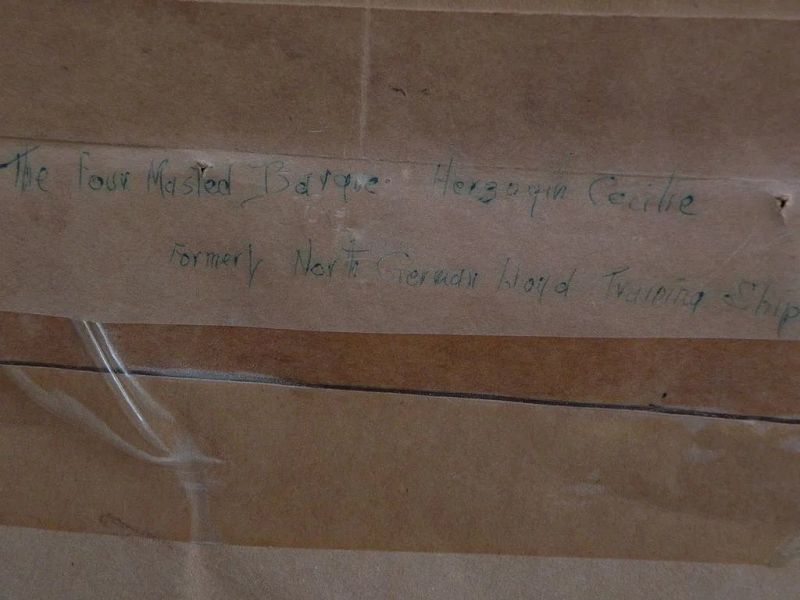 The Four Masted Barque. Herzogin Cecilie
Formerly North German Lloyd Training Ship